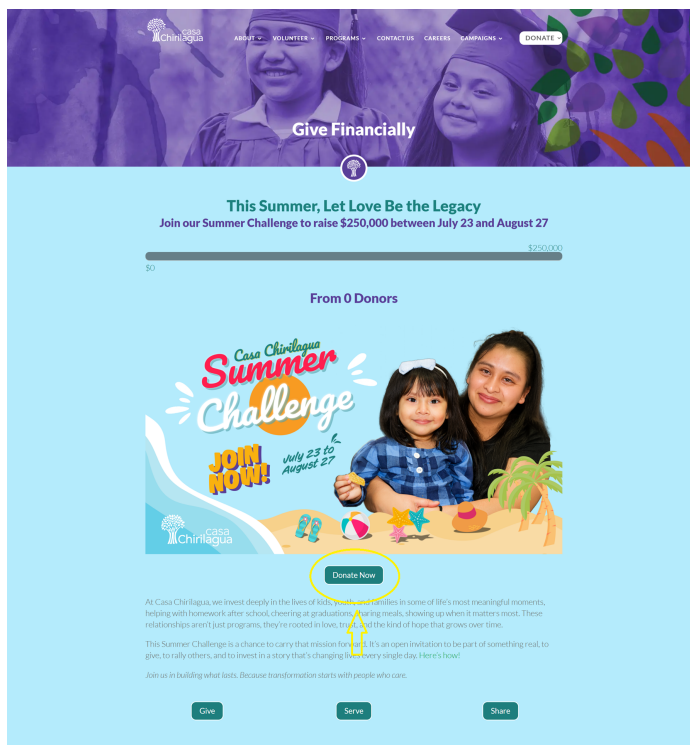 casa
Chirilagua
ABOUT VOLUNTEER PROGRAMS CONTACT US CAREERS CAMPAIGNS DONATE
Give Financially
This Summer, Let Love Be the Legacy
Join our Summer Challenge to raise $250,000 between July 23 and August 27
$250,000
$0
From 0 Donors
Casa Chirilagua
Summer
Challenge
JOIN
NOW!
July 23 to
August 27
casa
Chirilagua
Donate Now
At Casa Chirilagua, we invest deeply in the lives of kids, youth, and families in some of life's most meaningful moments,
helping with homework after school, cheering at graduations, sharing meals, showing up when it matters most. These
relationships aren't just programs, they're rooted in love, trust, and the kind of hope that grows over time.
This Summer Challenge is a chance to carry that mission forward. It's an open invitation to be part of something real, to
give, to rally others, and to invest in a story that's changing lives every single day. Here's how!
Join us in building what lasts. Because transformation starts with people who care.
Give
Serve
Share